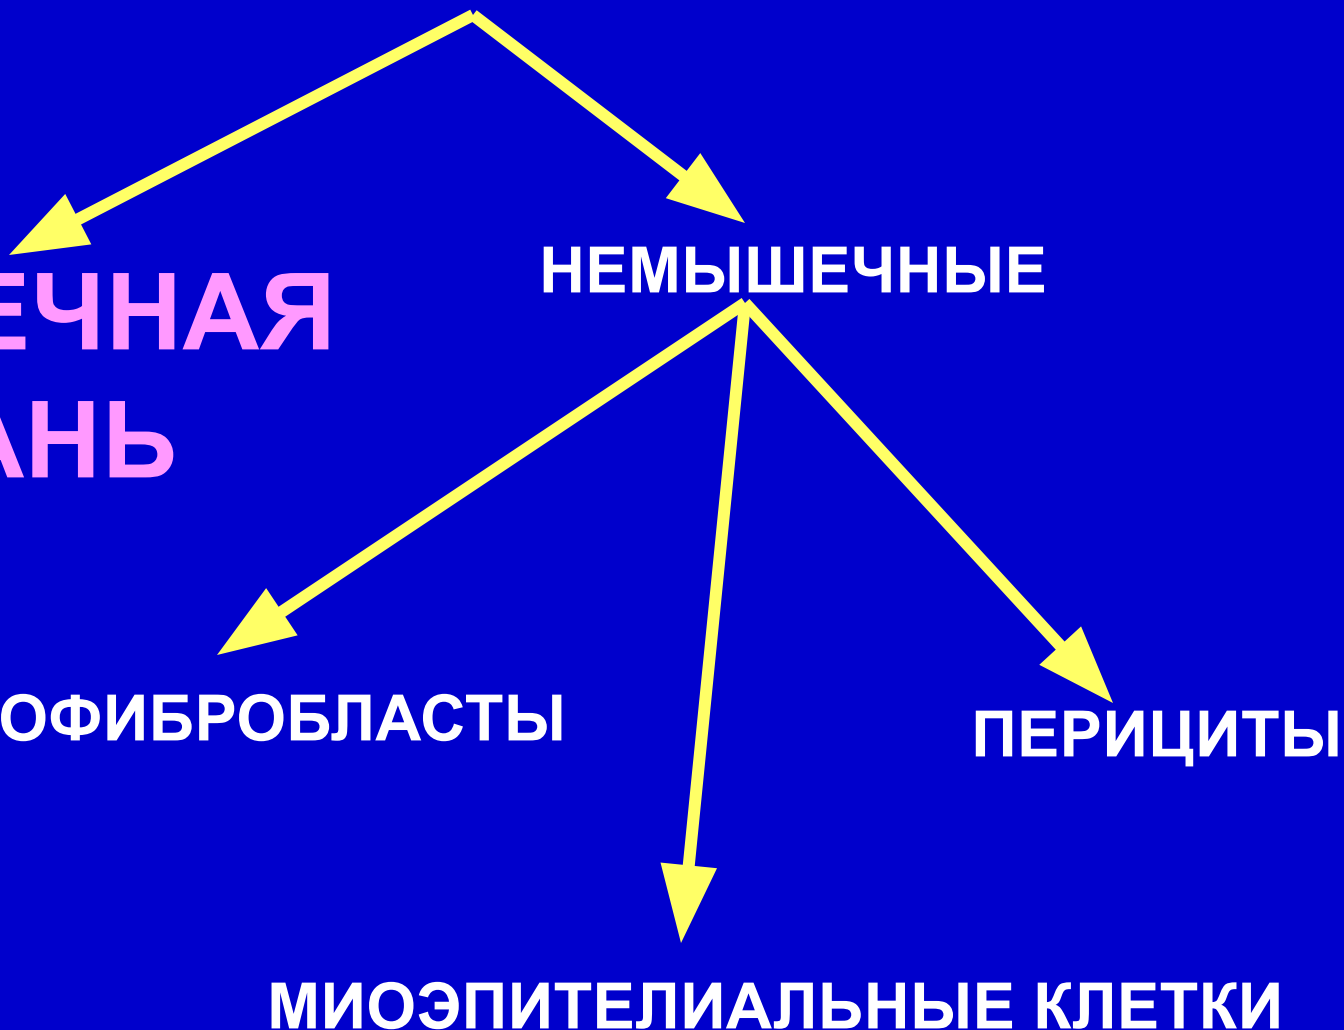 НЕМЫШЕЧНЫЕ
ЕЧНАЯ
АНЬ
ОФИБРОБЛАСТЫ
ПЕРИЦИТЫ
МИОЭПИТЕЛИАЛЬНЫЕ КЛЕТКИ